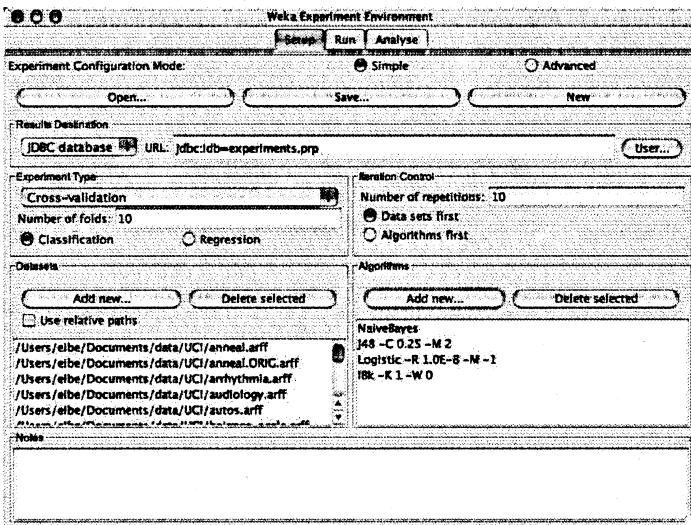 Weka Experiment Environment
Setup Run Analyse
Experiment Configuration Mode: Simple Advanced
Open... Save... New
Results Destination
JDBC database URL: jdbc:idb=experiments.prp User...
Experiment Type
Cross-validation
Number of folds: 10
Classification Regression
Iteration Control
Number of repetitions: 10
Data sets first
Algorithms first
Datasets
Add new... Delete selected
Use relative paths
/Users/eibe/Documents/data/UCI/anneal.arff
/Users/eibe/Documents/data/UCI/anneal.ORIG.arff
/Users/eibe/Documents/data/UCI/arrhythmia.arff
/Users/eibe/Documents/data/UCI/audiology.arff
/Users/eibe/Documents/data/UCI/autos.arff
Algorithms
Add new... Delete selected
NaiveBayes
J48 -C 0.25 -M 2
Logistic -R 1.0E-8 -M -1
IBk -K 1 -W 0
Notes